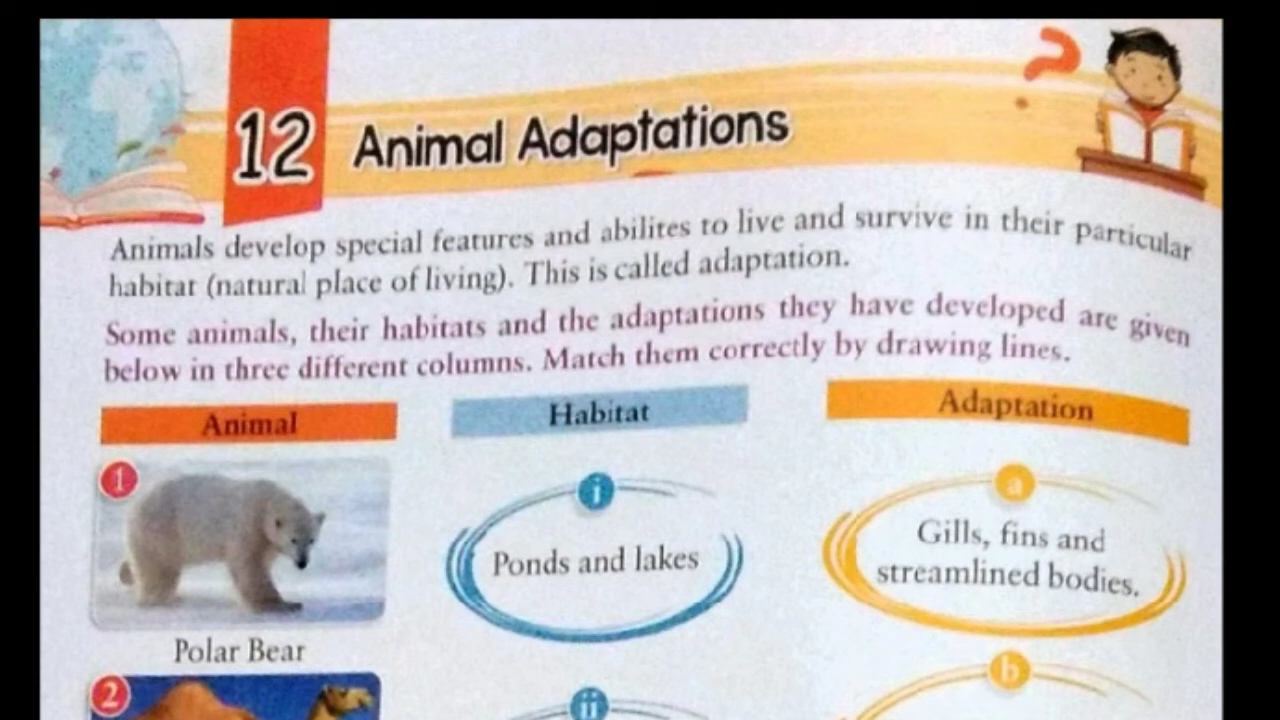 12 Animal Adaptations
Animals develop special features and abilites to live and survive in their particular
habitat (natural place of living). This is called adaptation.
Some animals, their habitats and the adaptations they have developed are given
below in three different columns. Match them correctly by drawing lines.
Animal Habitat Adaptation
1 i a
Ponds and lakes
Gills, fins and
streamlined bodies.
Polar Bear
2 ii b